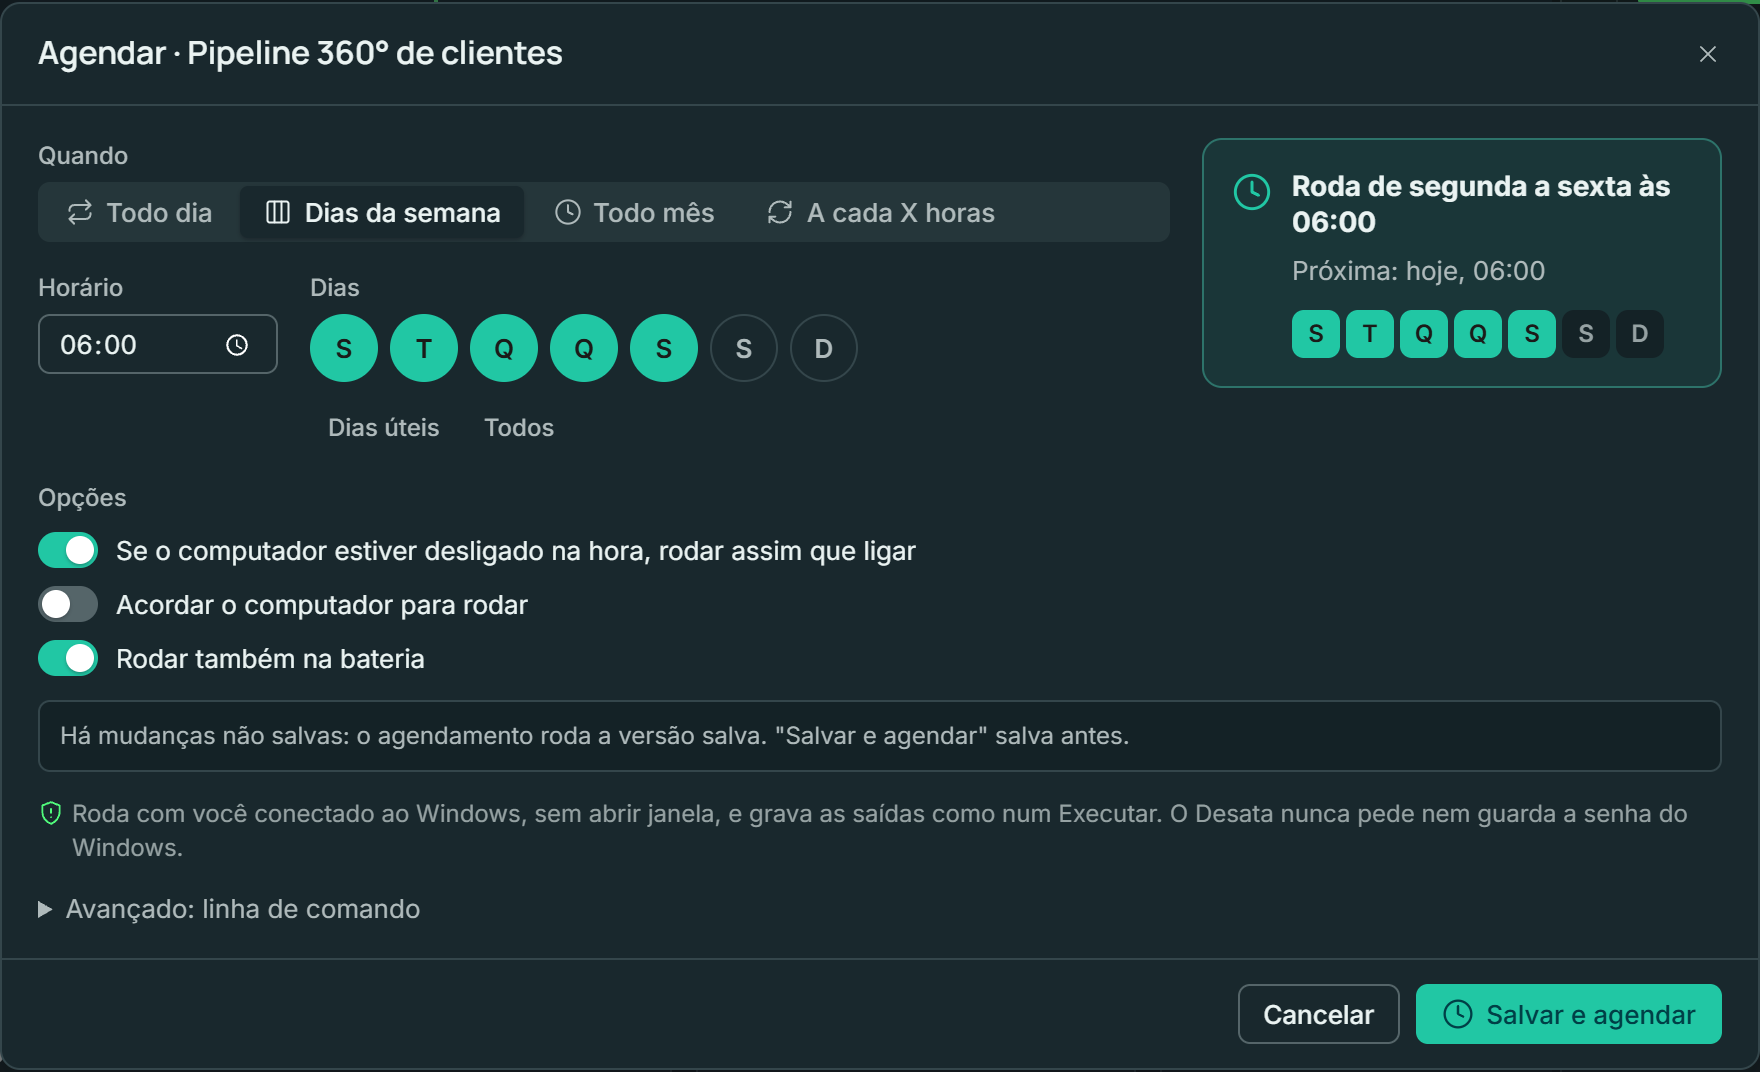 Agendar · Pipeline 360° de clientes
Quando
Todo dia
Dias da semana
Todo mês
A cada X horas
Horário
06:00
Dias
S T Q Q S S D
Dias úteis
Todos
Roda de segunda a sexta às
06:00
Próxima: hoje, 06:00
S T Q Q S S D
Opções
Se o computador estiver desligado na hora, rodar assim que ligar
Acordar o computador para rodar
Rodar também na bateria
Há mudanças não salvas: o agendamento roda a versão salva. "Salvar e agendar" salva antes.
Roda com você conectado ao Windows, sem abrir janela, e grava as saídas como num Executar. O Desata nunca pede nem guarda a senha do
Windows.
Avançado: linha de comando
Cancelar
Salvar e agendar